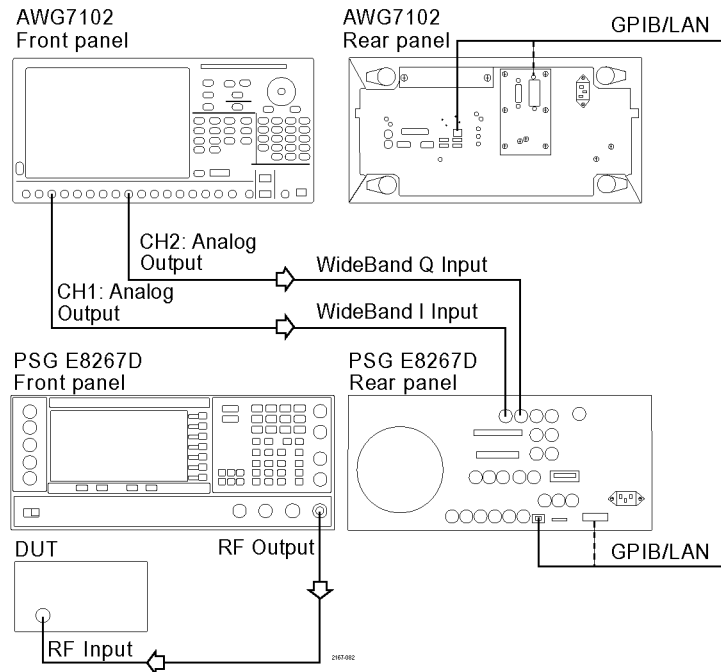 AWG7102
Front panel
AWG7102
Rear panel
GPIB/LAN
CH2: Analog
Output
WideBand Q Input
CH1: Analog
Output
WideBand I Input
PSG E8267D
Front panel
PSG E8267D
Rear panel
DUT
RF Output
GPIB/LAN
RF Input
2167-002